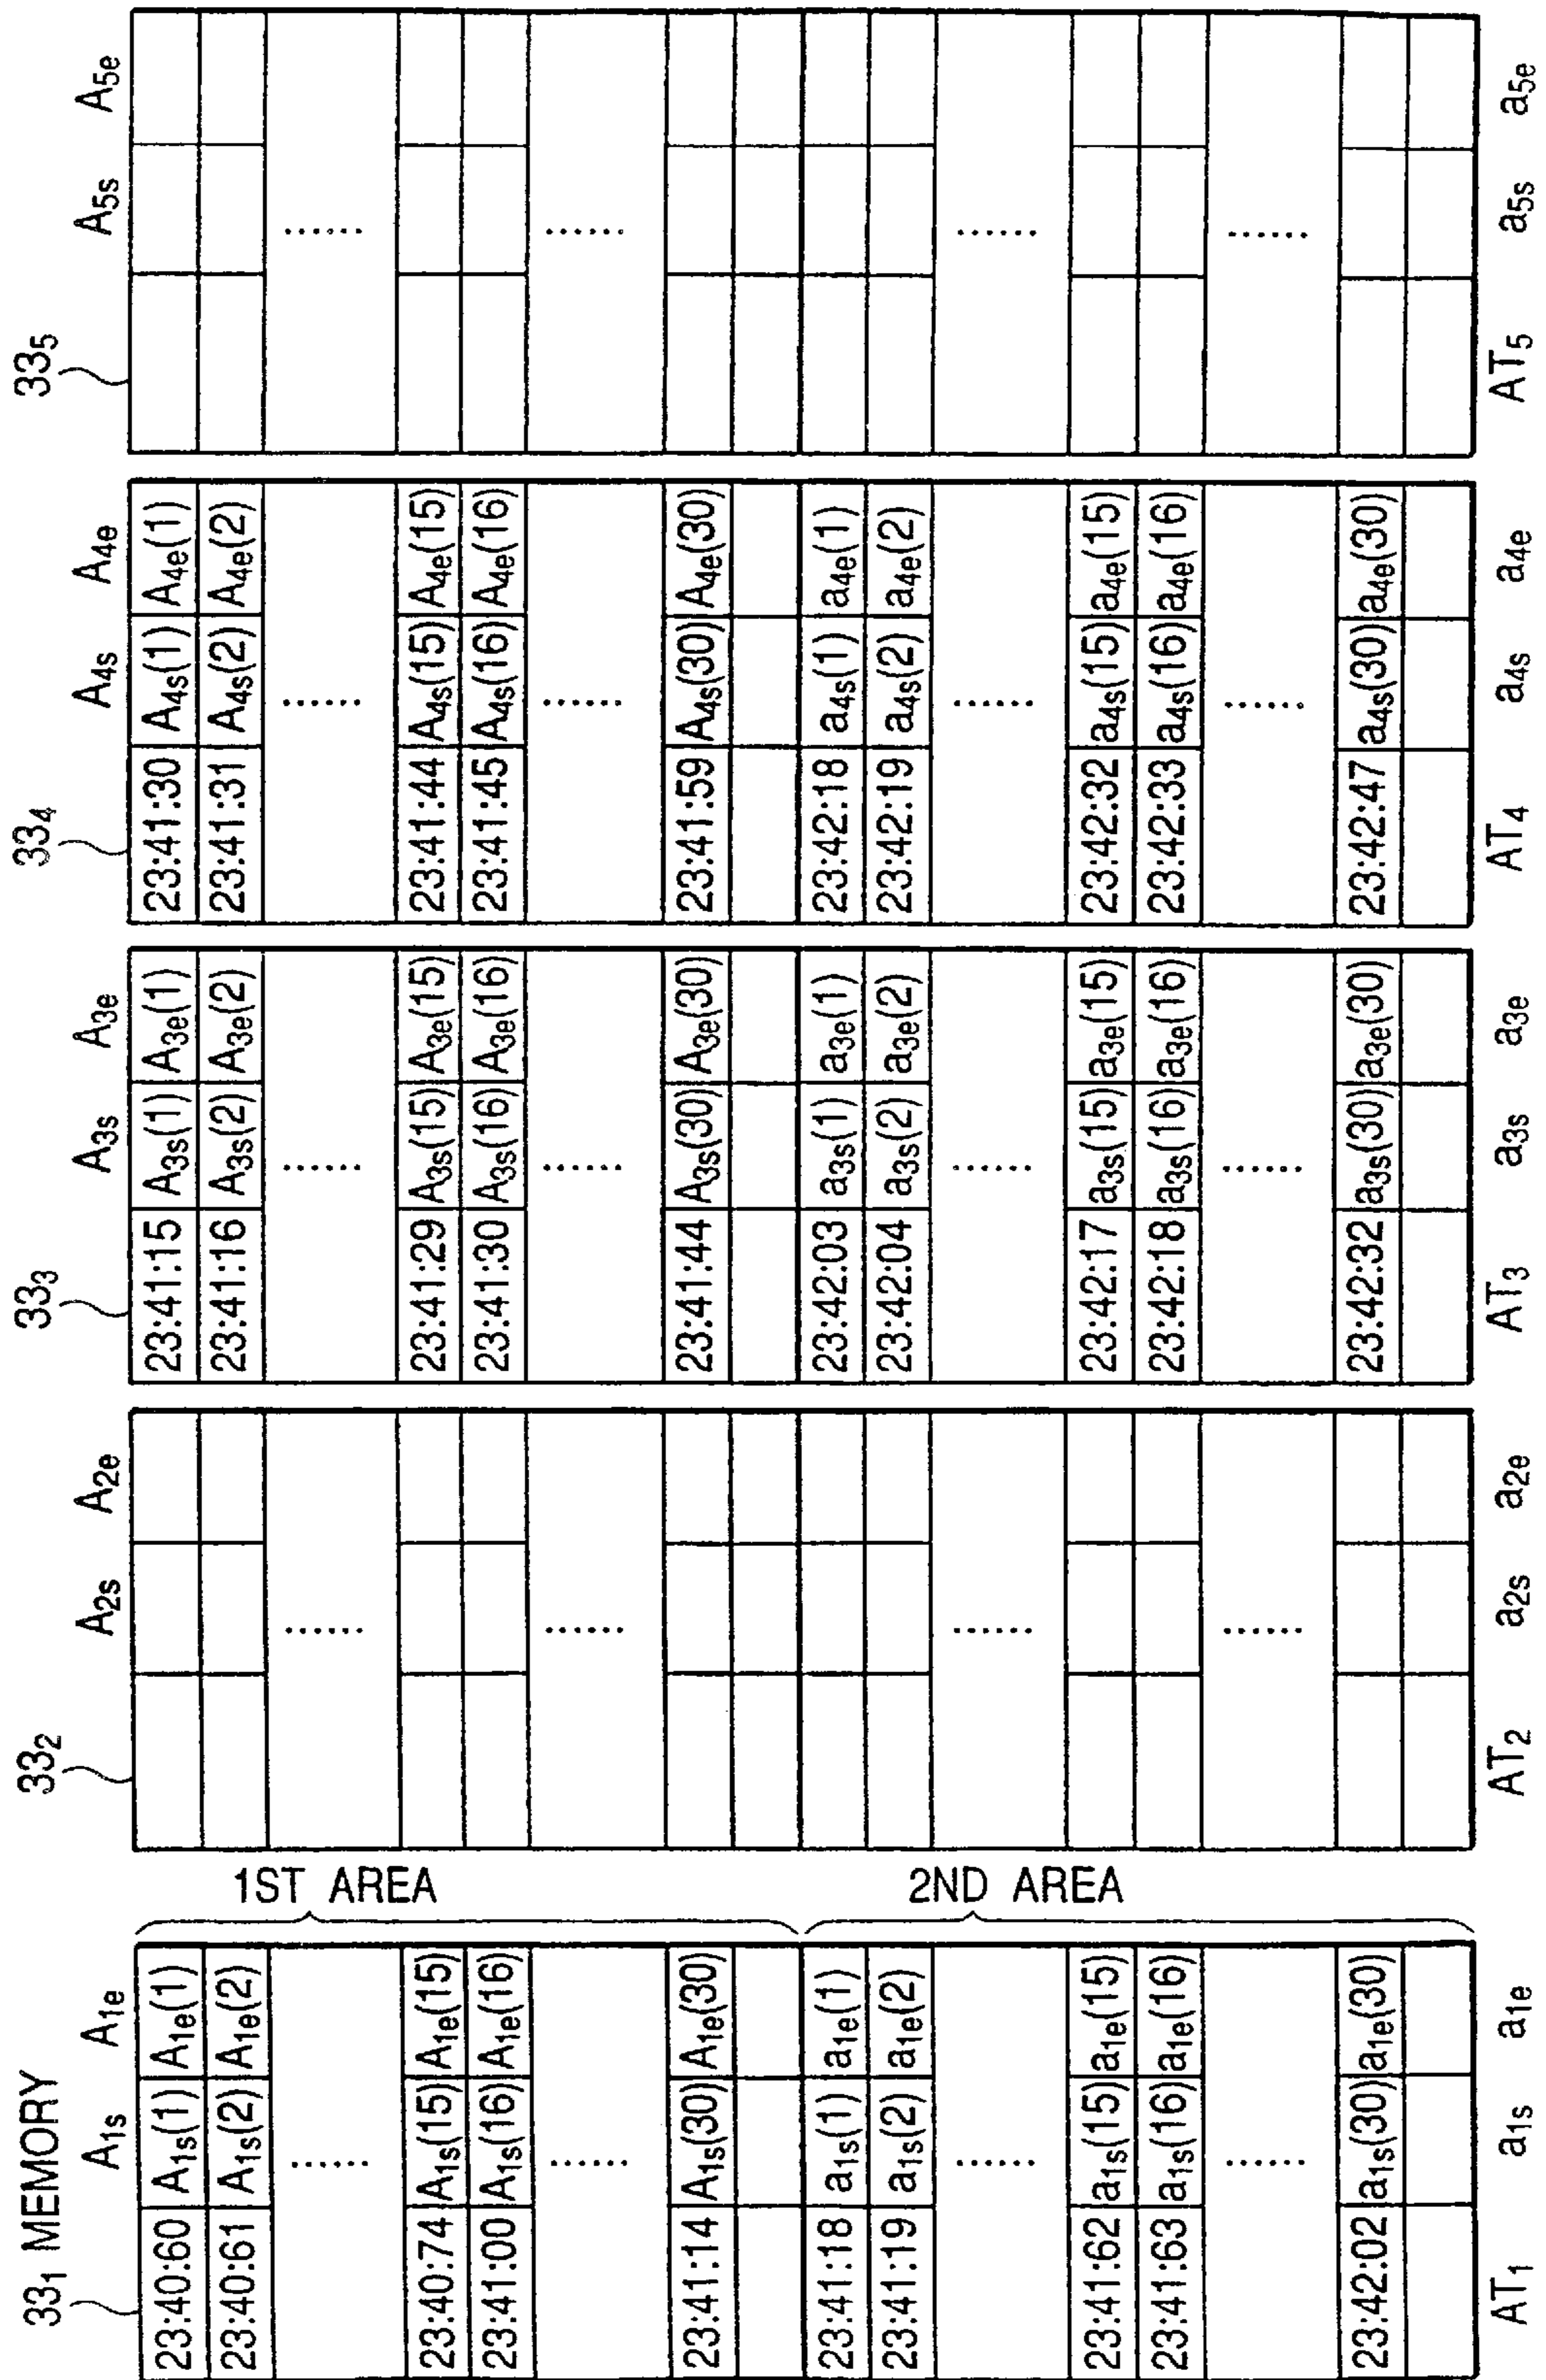 33₁ MEMORY
A₁s A₁e
23:40:60 A₁s(1) A₁e(1)
23:40:61 A₁s(2) A₁e(2)
......
23:40:74 A₁s(15) A₁e(15)
23:41:00 A₁s(16) A₁e(16)
......
23:41:14 A₁s(30) A₁e(30)
23:41:18 a₁s(1) a₁e(1)
23:41:19 a₁s(2) a₁e(2)
......
23:41:62 a₁s(15) a₁e(15)
23:41:63 a₁s(16) a₁e(16)
......
23:42:02 a₁s(30) a₁e(30)
AT₁ a₁s a₁e
1ST AREA
2ND AREA
33₂
A₂s A₂e
......
......
......
......
AT₂ a₂s a₂e
33₃
A₃s A₃e
23:41:15 A₃s(1) A₃e(1)
23:41:16 A₃s(2) A₃e(2)
......
23:41:29 A₃s(15) A₃e(15)
23:41:30 A₃s(16) A₃e(16)
......
23:41:44 A₃s(30) A₃e(30)
23:42:03 a₃s(1) a₃e(1)
23:42:04 a₃s(2) a₃e(2)
......
23:42:17 a₃s(15) a₃e(15)
23:42:18 a₃s(16) a₃e(16)
......
23:42:32 a₃s(30) a₃e(30)
AT₃ a₃s a₃e
33₄
A₄s A₄e
23:41:30 A₄s(1) A₄e(1)
23:41:31 A₄s(2) A₄e(2)
......
23:41:44 A₄s(15) A₄e(15)
23:41:45 A₄s(16) A₄e(16)
......
23:41:59 A₄s(30) A₄e(30)
23:42:18 a₄s(1) a₄e(1)
23:42:19 a₄s(2) a₄e(2)
......
23:42:32 a₄s(15) a₄e(15)
23:42:33 a₄s(16) a₄e(16)
......
23:42:47 a₄s(30) a₄e(30)
AT₄ a₄s a₄e
33₅
A₅s A₅e
......
......
......
......
AT₅ a₅s a₅e